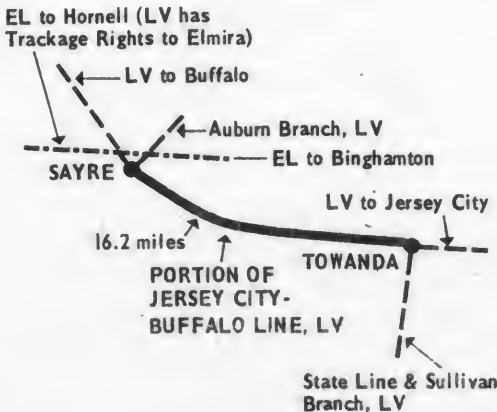 EL to Hornell (LV has
Trackage Rights to Elmira)
LV to Buffalo
Auburn Branch, LV
EL to Binghamton
SAYRE
LV to Jersey City
16.2 miles
TOWANDA
PORTION OF
JERSEY CITY-
BUFFALO LINE, LV
State Line & Sullivan
Branch, LV